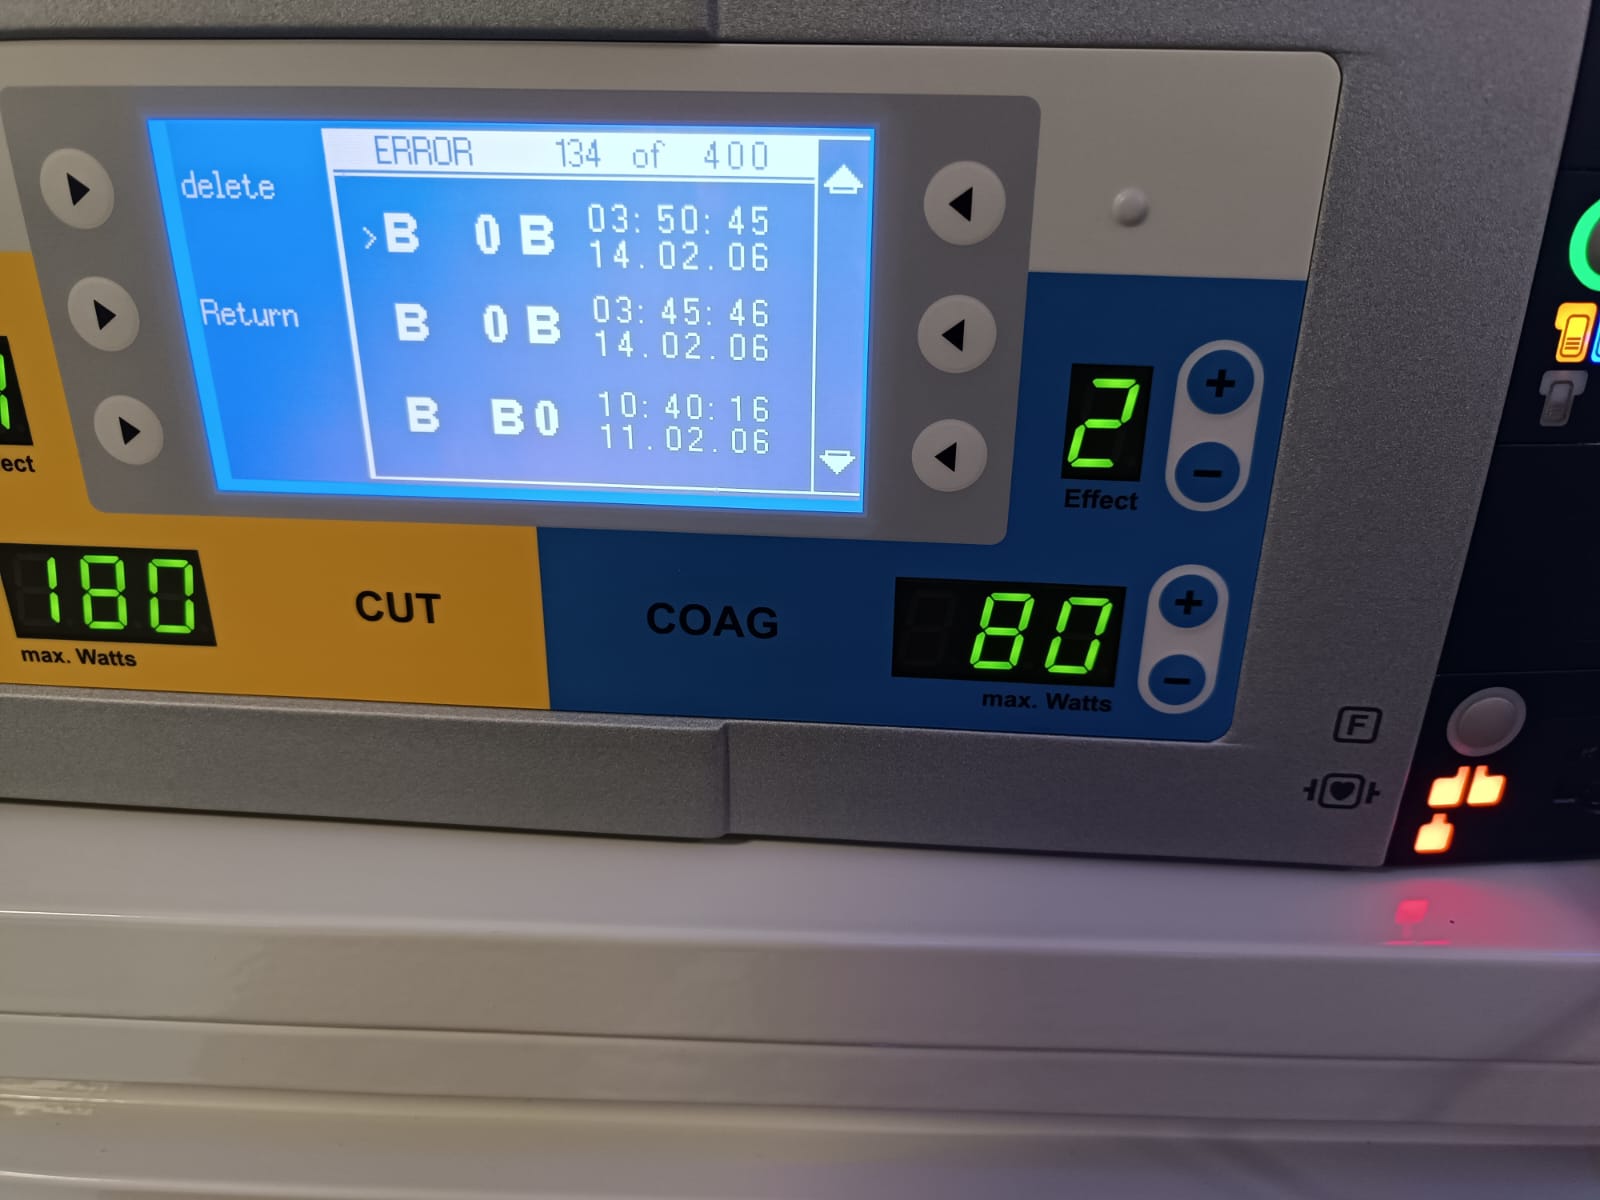 ERROR 134 of 400
delete
> B 0B 03:50:45
14.02.06
Return
B 0B 03:45:46
14.02.06
B B0 10:40:16
11.02.06
2
Effect
ect
180
max. Watts
CUT
COAG
80
max. Watts
F